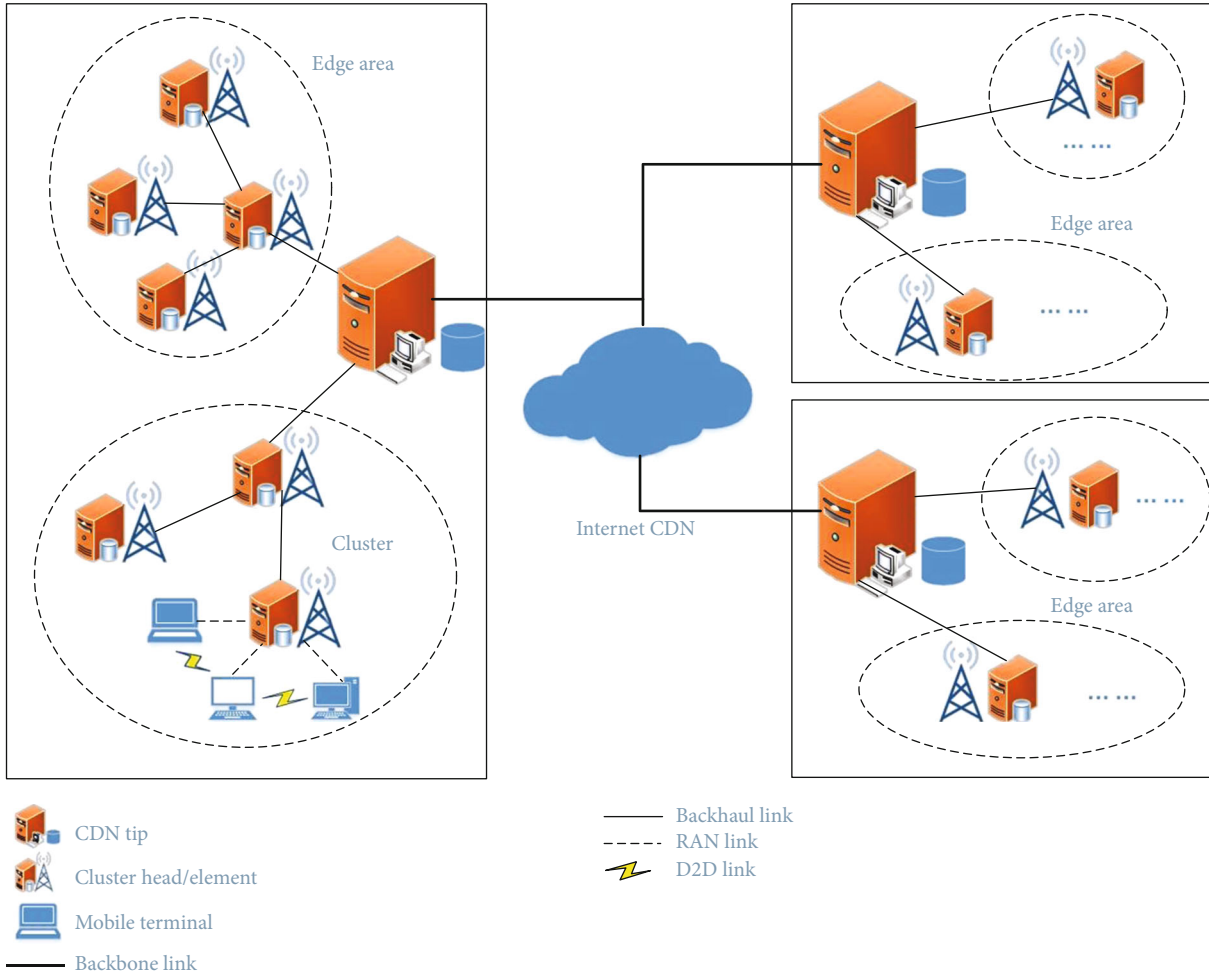 Edge area
Cluster
Internet CDN
... ...
Edge area
... ...
... ...
Edge area
... ...
CDN tip
Cluster head/element
Mobile terminal
Backbone link
Backhaul link
RAN link
D2D link